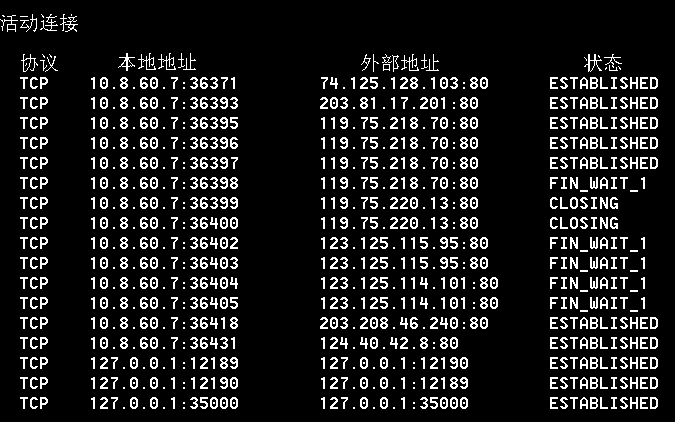 活动连接
协议 本地地址 外部地址 状态
TCP 10.8.60.7:36371 74.125.128.103:80 ESTABLISHED
TCP 10.8.60.7:36393 203.81.17.201:80 ESTABLISHED
TCP 10.8.60.7:36395 119.75.218.70:80 ESTABLISHED
TCP 10.8.60.7:36396 119.75.218.70:80 ESTABLISHED
TCP 10.8.60.7:36397 119.75.218.70:80 ESTABLISHED
TCP 10.8.60.7:36398 119.75.218.70:80 FIN_WAIT_1
TCP 10.8.60.7:36399 119.75.220.13:80 CLOSING
TCP 10.8.60.7:36400 119.75.220.13:80 CLOSING
TCP 10.8.60.7:36402 123.125.115.95:80 FIN_WAIT_1
TCP 10.8.60.7:36403 123.125.115.95:80 FIN_WAIT_1
TCP 10.8.60.7:36404 123.125.114.101:80 FIN_WAIT_1
TCP 10.8.60.7:36405 123.125.114.101:80 FIN_WAIT_1
TCP 10.8.60.7:36418 203.208.46.240:80 ESTABLISHED
TCP 10.8.60.7:36431 124.40.42.8:80 ESTABLISHED
TCP 127.0.0.1:12189 127.0.0.1:12190 ESTABLISHED
TCP 127.0.0.1:12190 127.0.0.1:12189 ESTABLISHED
TCP 127.0.0.1:35000 127.0.0.1:35000 ESTABLISHED